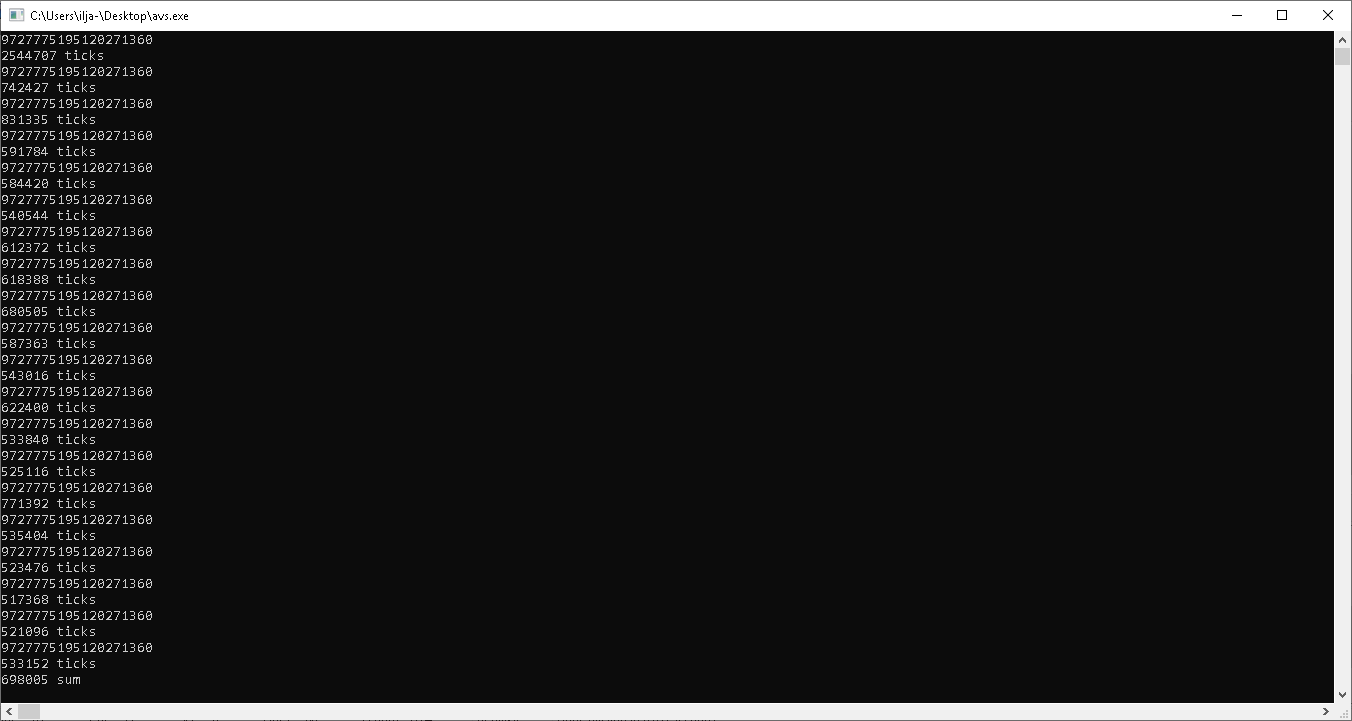 C:\Users\ilja-\Desktop\avs.exe
9727775195120271360
2544707 ticks
9727775195120271360
742427 ticks
9727775195120271360
831335 ticks
9727775195120271360
591784 ticks
9727775195120271360
584420 ticks
9727775195120271360
540544 ticks
9727775195120271360
612372 ticks
9727775195120271360
618388 ticks
9727775195120271360
680505 ticks
9727775195120271360
587363 ticks
9727775195120271360
543016 ticks
9727775195120271360
622400 ticks
9727775195120271360
533840 ticks
9727775195120271360
525116 ticks
9727775195120271360
771392 ticks
9727775195120271360
535404 ticks
9727775195120271360
523476 ticks
9727775195120271360
517368 ticks
9727775195120271360
521096 ticks
9727775195120271360
533152 ticks
698005 sum